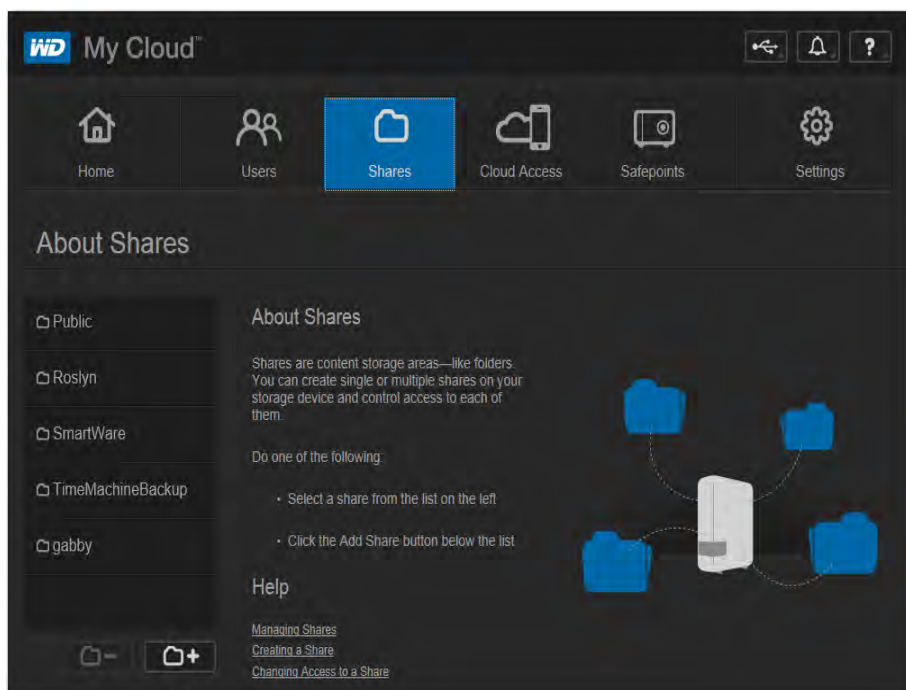 WD My Cloud™
?
Home
Users
Shares
Cloud Access
Safepoints
Settings
About Shares
Public
Roslyn
SmartWare
TimeMachineBackup
gabby
About Shares
Shares are content storage areas—like folders.
You can create single or multiple shares on your
storage device and control access to each of
them.
Do one of the following:
• Select a share from the list on the left
• Click the Add Share button below the list
Help
Managing Shares
Creating a Share
Changing Access to a Share